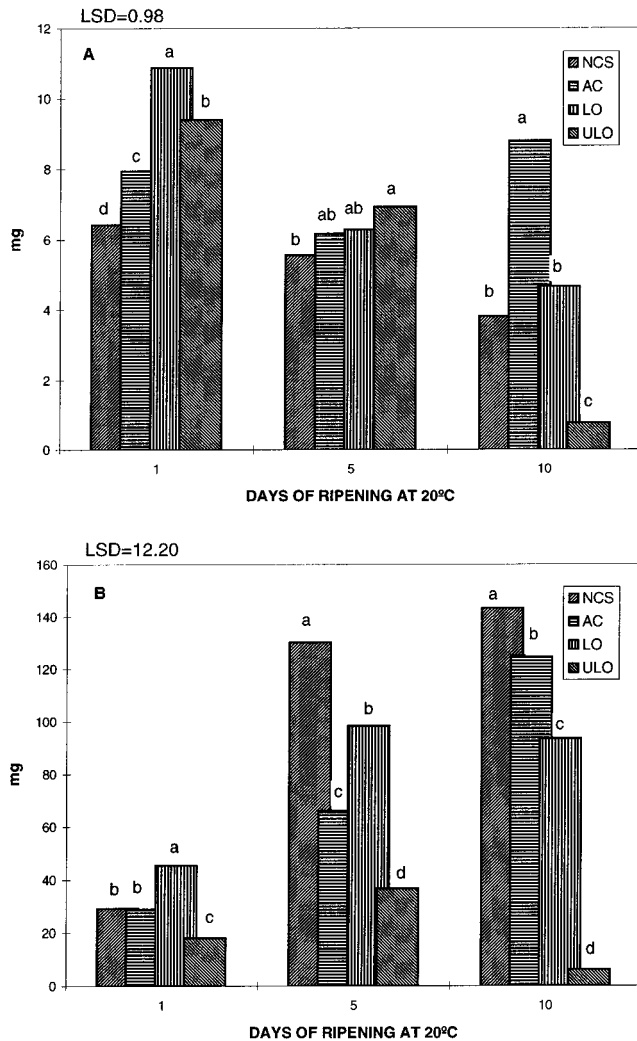 LSD=0.98
12
A
a
NCS
AC
LO
ULO
10
b
a
c
8
d
a
ab
ab
6
b
mg
b
b
4
2
c
0
1
5
10
DAYS OF RIPENING AT 20ºC
LSD=12.20
160
B
a
NCS
AC
LO
ULO
140
a
b
120
b
c
100
mg
80
c
60
a
d
40
b
b
c
20
d
0
1
5
10
DAYS OF RIPENING AT 20ºC